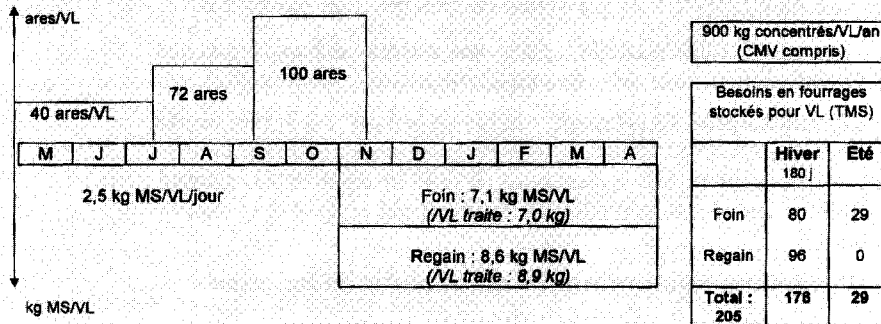 ares/VL
40 ares/VL
72 ares
100 ares
M J J A S O N D J F M A
2,5 kg MS/VL/jour
Foin : 7,1 kg MS/VL
(/VL traite : 7,0 kg)
Regain : 8,6 kg MS/VL
(/VL traite : 8,9 kg)
kg MS/VL
900 kg concentrés/VL/an
(CMV compris)
Besoins en fourrages
stockés pour VL (TMS)
Hiver Eté
180 j
Foin 80 29
Regain 96 0
Total : 176 29
205